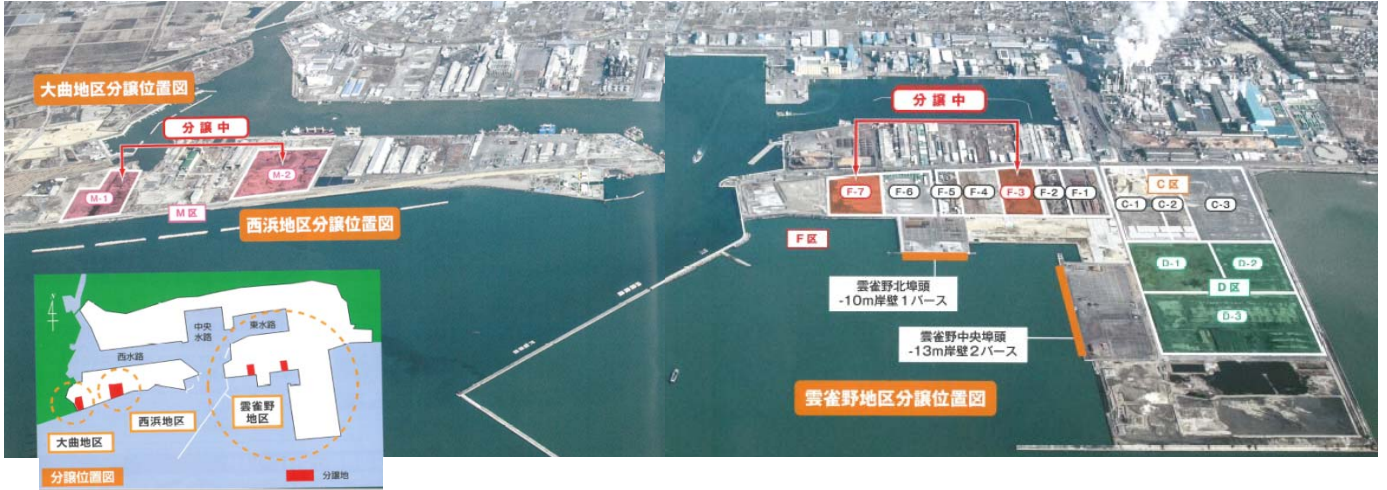 大曲地区分譲位置図
分譲中
M-1
M-2
M区
西浜地区分譲位置図
分譲中
F-7
F-6
F-5
F-4
F-3
F-2
F-1
F区
C区
C-1
C-2
C-3
D-1
D-2
D区
D-3
雲雀野北埠頭
-10m岸壁1バース
雲雀野中央埠頭
-13m岸壁2バース
雲雀野地区分譲位置図
中央
水路
東水路
西水路
雲雀野
地区
西浜地区
大曲地区
分譲位置図
分譲地